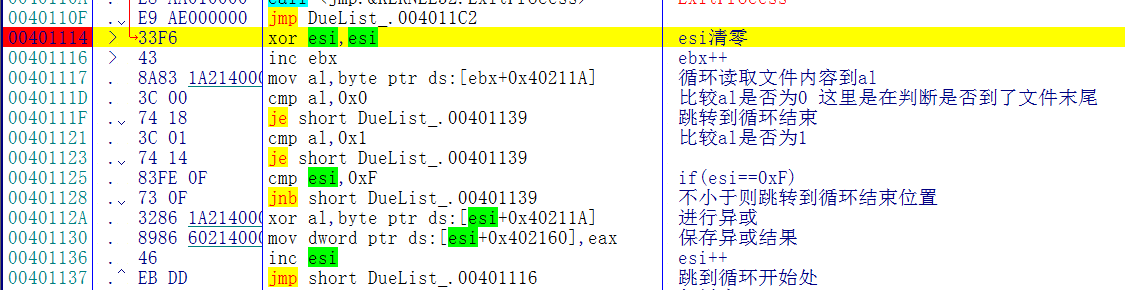 0040110F . E9 AE000000 jmp DueList_.004011C2
00401114 > 33F6 xor esi,esi esi清零
00401116 > 43 inc ebx ebx++
00401117 . 8A83 1A214000 mov al,byte ptr ds:[ebx+0x40211A] 循环读取文件内容到al
0040111D . 3C 00 cmp al,0x0 比较al是否为0 这里是在判断是否到了文件末尾
0040111F . 74 18 je short DueList_.00401139 跳转到循环结束
00401121 . 3C 01 cmp al,0x1 比较al是否为1
00401123 . 74 14 je short DueList_.00401139
00401125 . 83FE 0F cmp esi,0xF if(esi==0xF)
00401128 . 73 0F jnb short DueList_.00401139 不小于则跳转到循环结束位置
0040112A . 3286 1A214000 xor al,byte ptr ds:[esi+0x40211A] 进行异或
00401130 . 8986 60214000 mov dword ptr ds:[esi+0x402160],eax 保存异或结果
00401136 . 46 inc esi esi++
00401137 .^ EB DD jmp short DueList_.00401116 跳到循环开始处